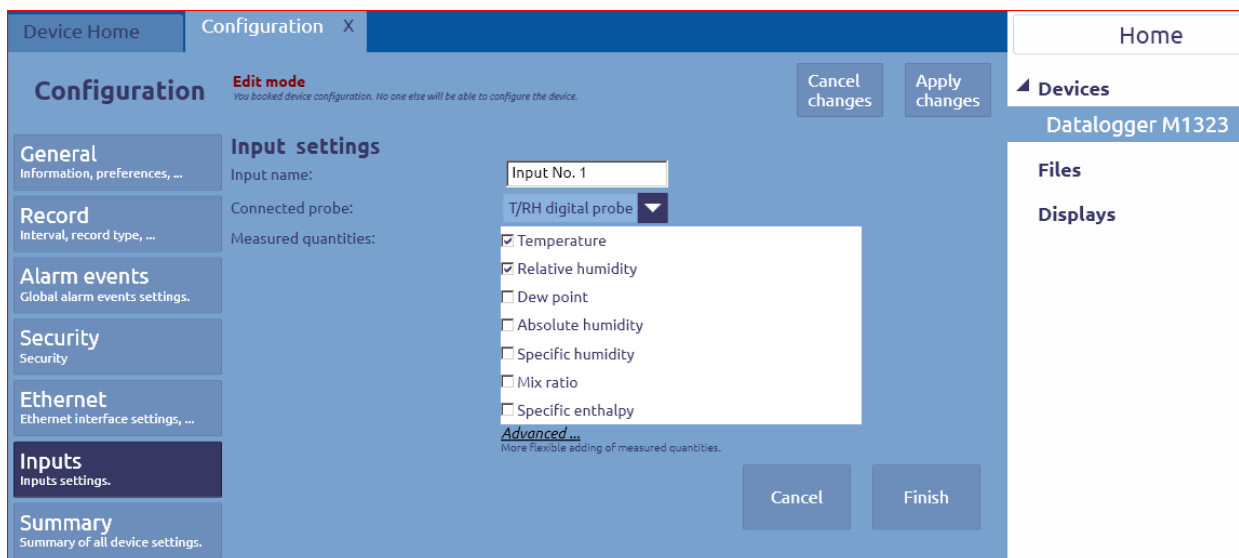 Device Home
Configuration X
Home
Configuration
Edit mode
You booked device configuration. No one else will be able to configure the device.
Cancel
changes
Apply
changes
Devices
Datalogger M1323
Files
Displays
General
Information, preferences, ...
Record
Interval, record type, ...
Alarm events
Global alarm events settings.
Security
Security
Ethernet
Ethernet interface settings, ...
Inputs
Inputs settings.
Summary
Summary of all device settings.
Input settings
Input name:
Input No. 1
Connected probe:
T/RH digital probe
Measured quantities:
Temperature
Relative humidity
Dew point
Absolute humidity
Specific humidity
Mix ratio
Specific enthalpy
Advanced ...
More flexible adding of measured quantities.
Cancel
Finish